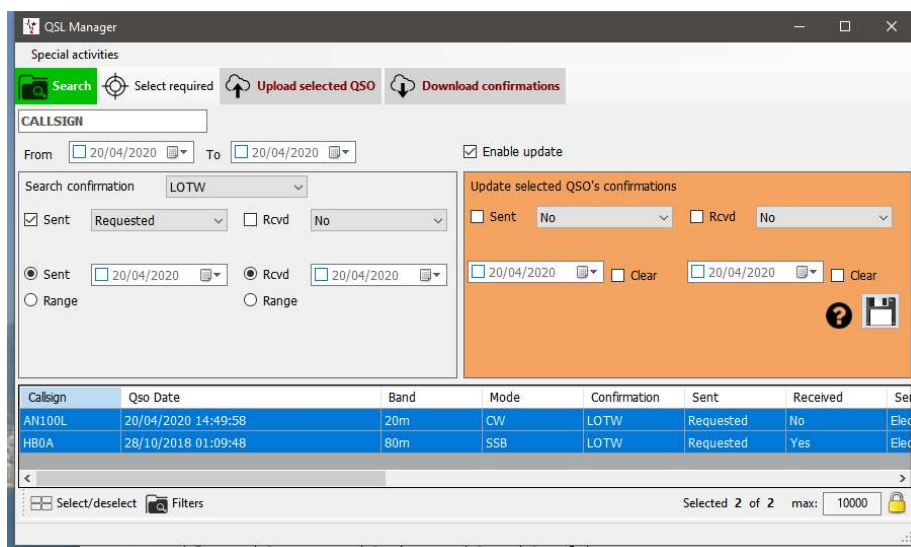 QSL Manager
Special activities
Search Select required Upload selected QSO Download confirmations
CALLSIGN
From 20/04/2020 To 20/04/2020 Enable update
Search confirmation LOTW Update selected QSO's confirmations
Sent Requested Rcvd No Sent No Rcvd No
Sent 20/04/2020 Rcvd 20/04/2020 20/04/2020 Clear 20/04/2020 Clear
Range Range
Callsign Qso Date Band Mode Confirmation Sent Received Se
AN100L 20/04/2020 14:49:58 20m CW LOTW Requested No Elec
HB0A 28/10/2018 01:09:48 80m SSB LOTW Requested Yes Elec
Select/deselect Filters Selected 2 of 2 max: 10000